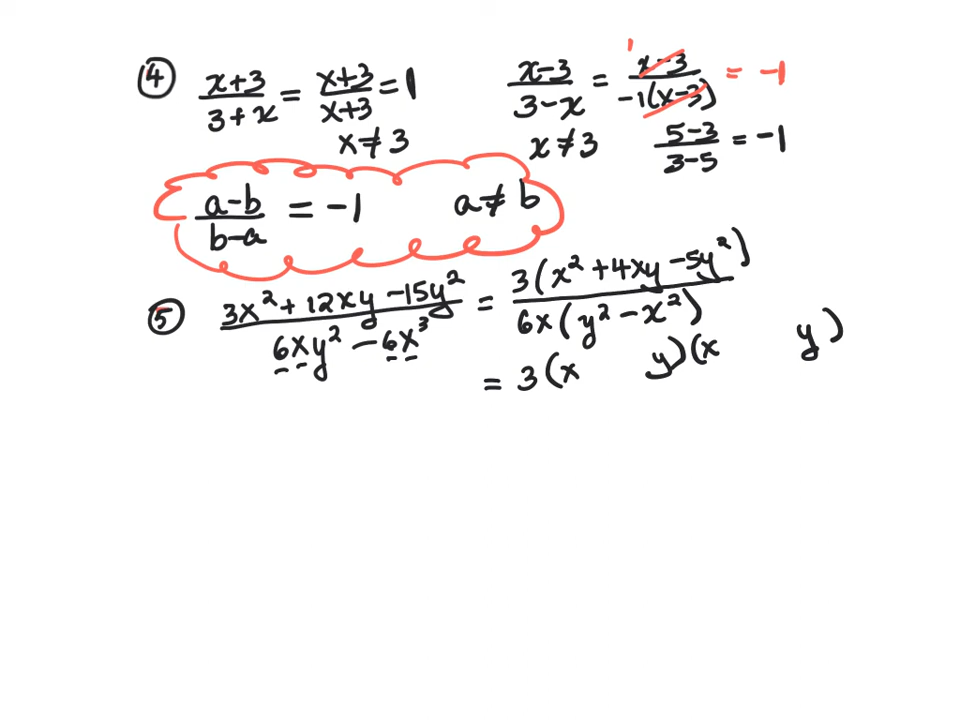 ④ (x+3)/(3+x) = (x+3)/(x+3) = 1
x ≠ 3
(x-3)/(3-x) = (x-3)/(-1(x-3)) = -1
1
x ≠ 3
(5-3)/(3-5) = -1
(a-b)/(b-a) = -1 a ≠ b
⑤ (3x² + 12xy - 15y²)/(6xy² - 6x³) = 3(x² + 4xy - 5y²)/(6x(y² - x²))
= 3(x y)(x y)